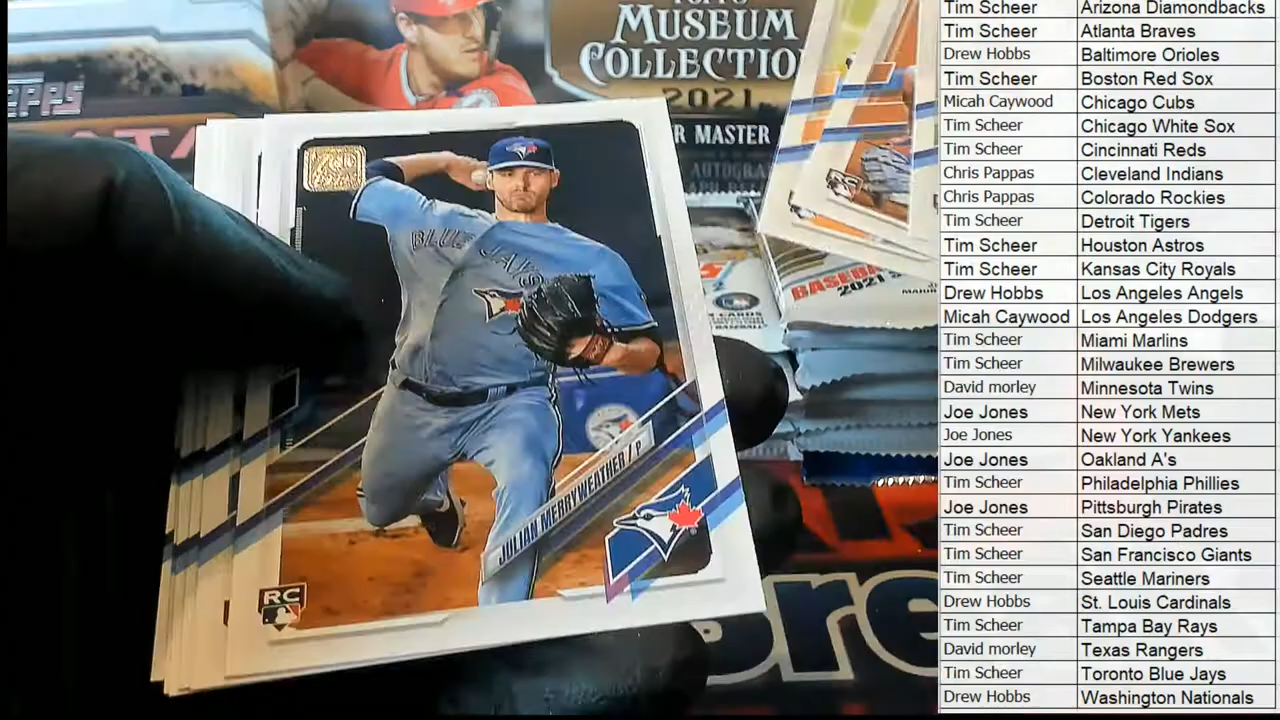 TOPPS
MUSEUM
COLLECTIO
2021
R MASTER
AUTOGRA
BLUE JAYS
JULIAN MERRYWEATHER / P
RC
BASEBA
2021 S
Tim Scheer Arizona Diamondbacks
Tim Scheer Atlanta Braves
Drew Hobbs Baltimore Orioles
Tim Scheer Boston Red Sox
Micah Caywood Chicago Cubs
Tim Scheer Chicago White Sox
Tim Scheer Cincinnati Reds
Chris Pappas Cleveland Indians
Chris Pappas Colorado Rockies
Tim Scheer Detroit Tigers
Tim Scheer Houston Astros
Tim Scheer Kansas City Royals
Drew Hobbs Los Angeles Angels
Micah Caywood Los Angeles Dodgers
Tim Scheer Miami Marlins
Tim Scheer Milwaukee Brewers
David morley Minnesota Twins
Joe Jones New York Mets
Joe Jones New York Yankees
Joe Jones Oakland A's
Tim Scheer Philadelphia Phillies
Joe Jones Pittsburgh Pirates
Tim Scheer San Diego Padres
Tim Scheer San Francisco Giants
Tim Scheer Seattle Mariners
Drew Hobbs St. Louis Cardinals
Tim Scheer Tampa Bay Rays
David morley Texas Rangers
Tim Scheer Toronto Blue Jays
Drew Hobbs Washington Nationals